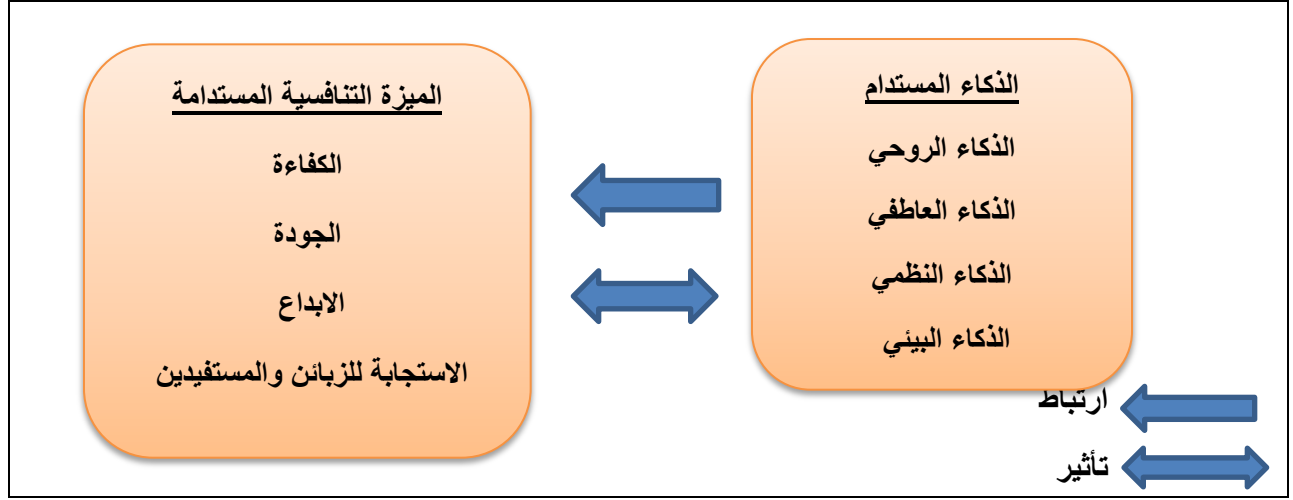 الذكاء المستدام
الذكاء الروحي
الذكاء العاطفي
الذكاء النظمي
الذكاء البيئي
الميزة التنافسية المستدامة
الكفاءة
الجودة
الابداع
الاستجابة للزبائن والمستفيدين
ارتباط
تأثير